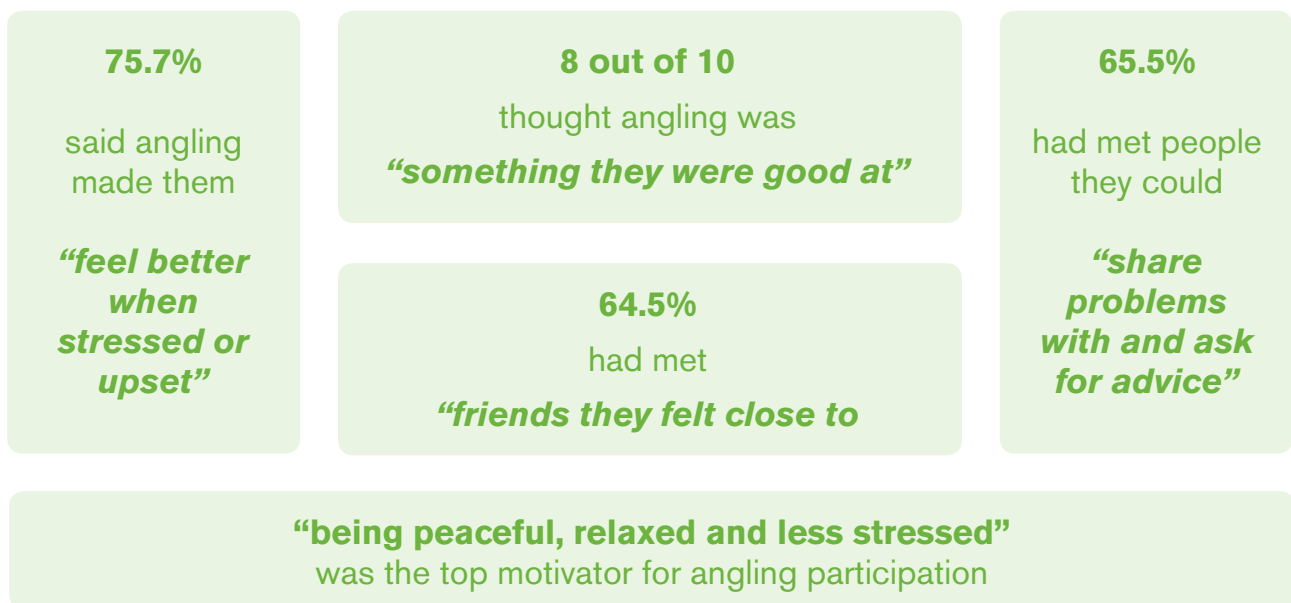 75.7%
said angling
made them
“feel better
when
stressed or
upset”
8 out of 10
thought angling was
“something they were good at”
64.5%
had met
“friends they felt close to
65.5%
had met people
they could
“share
problems
with and ask
for advice”
“being peaceful, relaxed and less stressed”
was the top motivator for angling participation